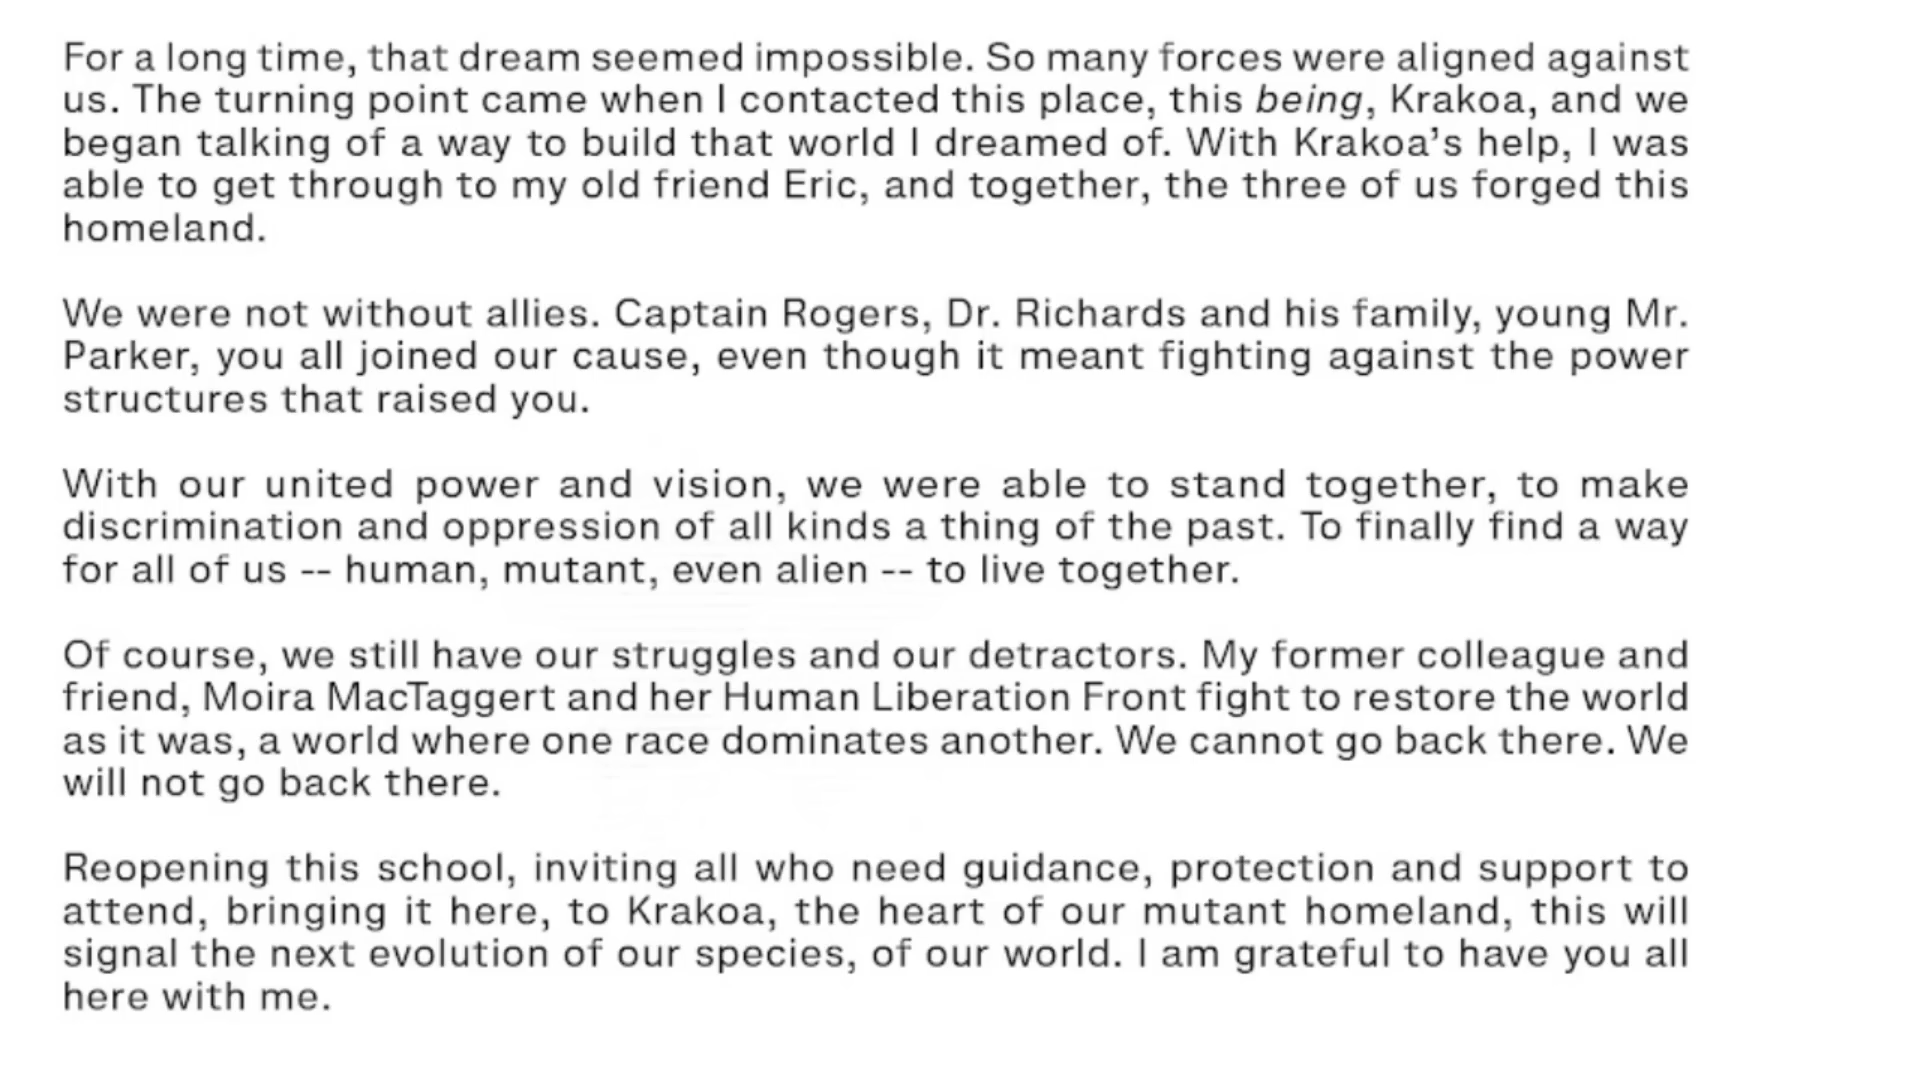 For a long time, that dream seemed impossible. So many forces were aligned against
us. The turning point came when I contacted this place, this being, Krakoa, and we
began talking of a way to build that world I dreamed of. With Krakoa’s help, I was
able to get through to my old friend Eric, and together, the three of us forged this
homeland.
We were not without allies. Captain Rogers, Dr. Richards and his family, young Mr.
Parker, you all joined our cause, even though it meant fighting against the power
structures that raised you.
With our united power and vision, we were able to stand together, to make
discrimination and oppression of all kinds a thing of the past. To finally find a way
for all of us -- human, mutant, even alien -- to live together.
Of course, we still have our struggles and our detractors. My former colleague and
friend, Moira MacTaggert and her Human Liberation Front fight to restore the world
as it was, a world where one race dominates another. We cannot go back there. We
will not go back there.
Reopening this school, inviting all who need guidance, protection and support to
attend, bringing it here, to Krakoa, the heart of our mutant homeland, this will
signal the next evolution of our species, of our world. I am grateful to have you all
here with me.